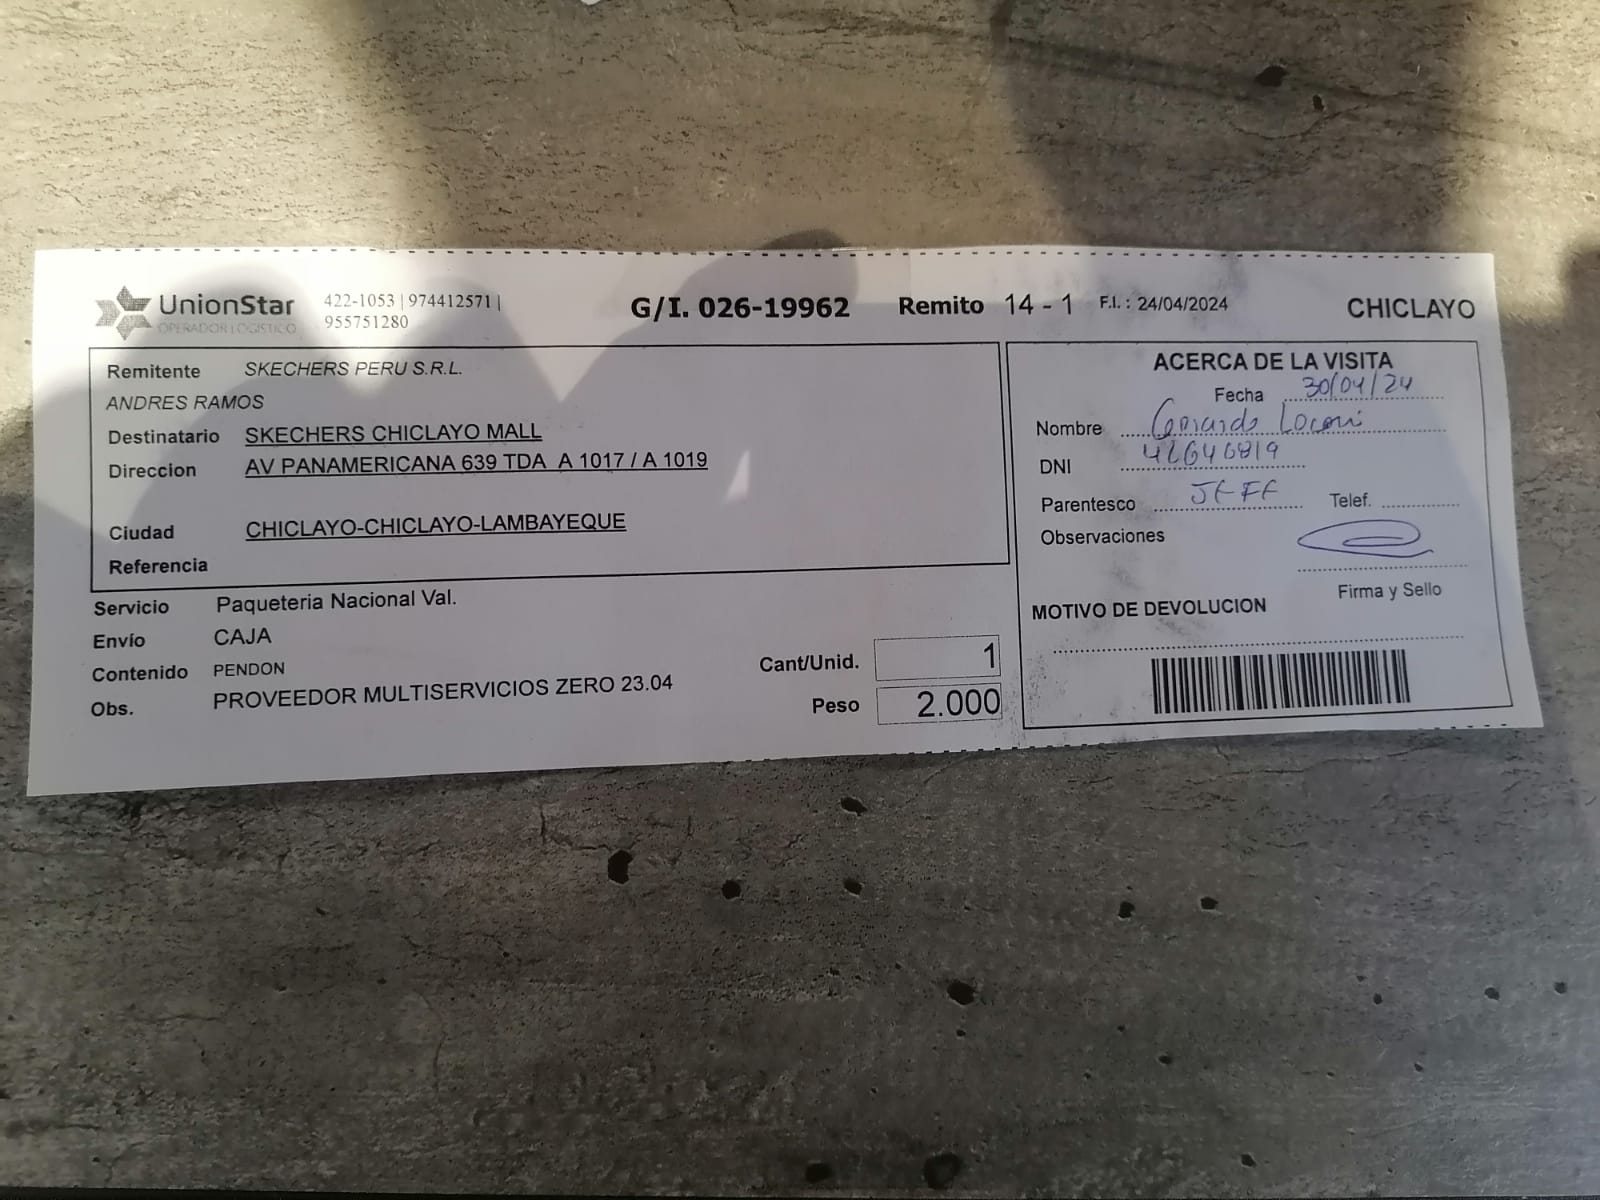 UnionStar
OPERADOR LOGISTICO
422-1053 | 974412571 |
955751280
G/I. 026-19962
Remito 14 - 1
F.I. : 24/04/2024
CHICLAYO
Remitente SKECHERS PERU S.R.L.
ANDRES RAMOS
Destinatario SKECHERS CHICLAYO MALL
Direccion AV PANAMERICANA 639 TDA A 1017 / A 1019
Ciudad CHICLAYO-CHICLAYO-LAMBAYEQUE
Referencia
Servicio Paqueteria Nacional Val.
Envío CAJA
Contenido PENDON
Obs. PROVEEDOR MULTISERVICIOS ZERO 23.04
Cant/Unid. 1
Peso 2.000
ACERCA DE LA VISITA
Fecha 30/04/24
Nombre
DNI
Parentesco JEFE
Telef.
Observaciones
Firma y Sello
MOTIVO DE DEVOLUCION